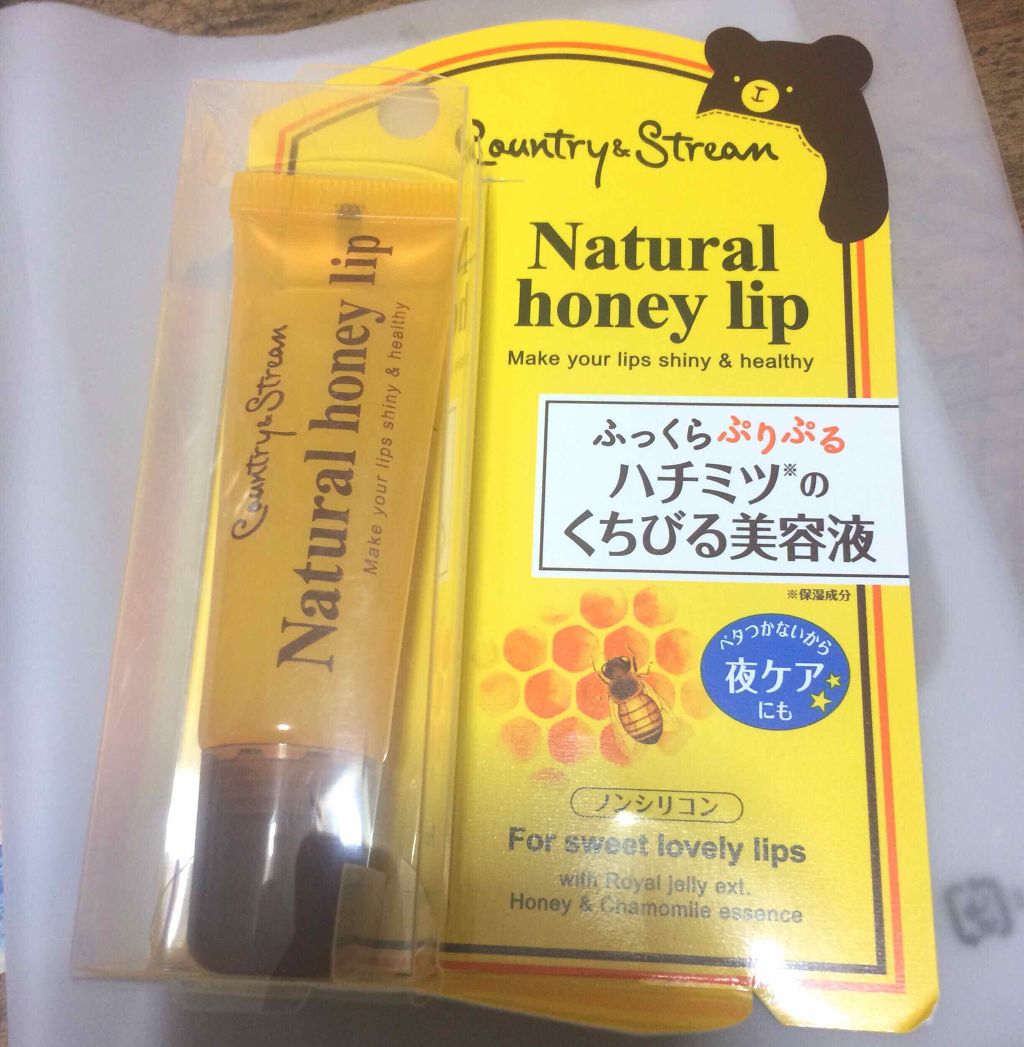 Country & Stream
Natural
honey lip
Make your lips shiny & healthy
ふっくらぷりぷる
ハチミツ※の
くちびる美容液
※保湿成分
ベタつかないから
夜ケア
にも
ノンシリコン
For sweet lovely lips
with Royal jelly ext.
Honey & Chamomile essence
Country & Stream
Natural honey lip
Make your lips shiny & healthy